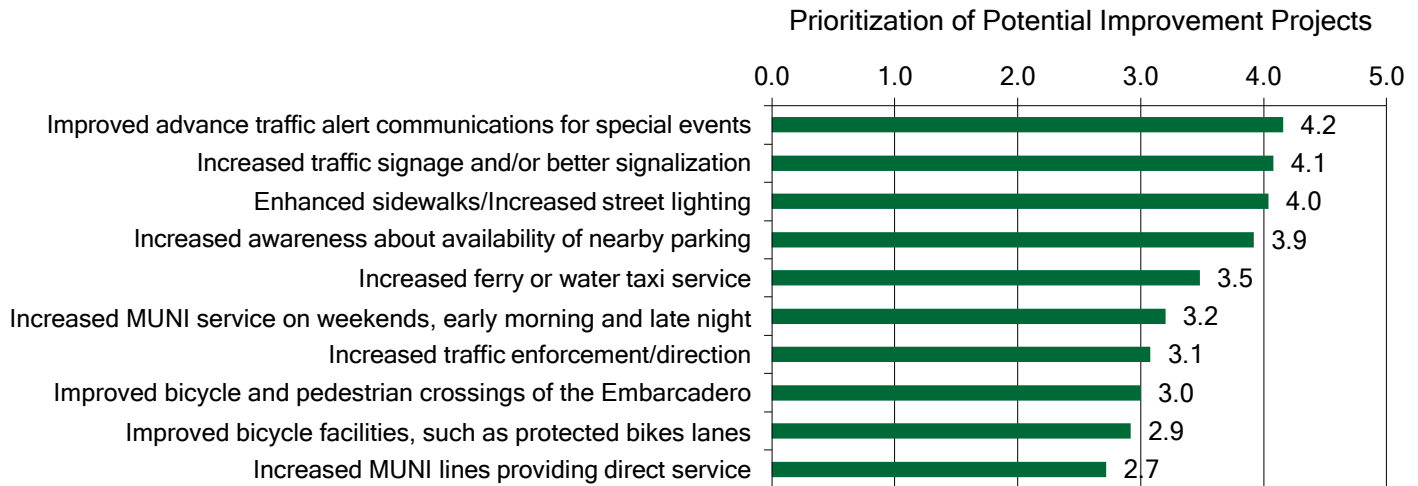 Prioritization of Potential Improvement Projects
0.0 1.0 2.0 3.0 4.0 5.0
Improved advance traffic alert communications for special events 4.2
Increased traffic signage and/or better signalization 4.1
Enhanced sidewalks/Increased street lighting 4.0
Increased awareness about availability of nearby parking 3.9
Increased ferry or water taxi service 3.5
Increased MUNI service on weekends, early morning and late night 3.2
Increased traffic enforcement/direction 3.1
Improved bicycle and pedestrian crossings of the Embarcadero 3.0
Improved bicycle facilities, such as protected bikes lanes 2.9
Increased MUNI lines providing direct service 2.7